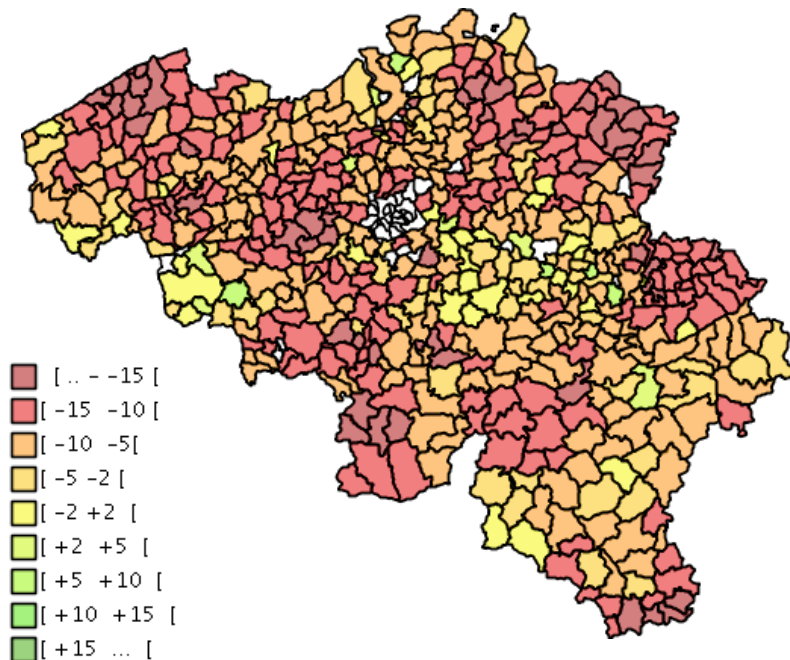 [ .. – –15 [
[ –15 –10 [
[ –10 –5[
[ –5 –2 [
[ –2 +2 [
[ +2 +5 [
[ +5 +10 [
[ +10 +15 [
[ +15 ... [